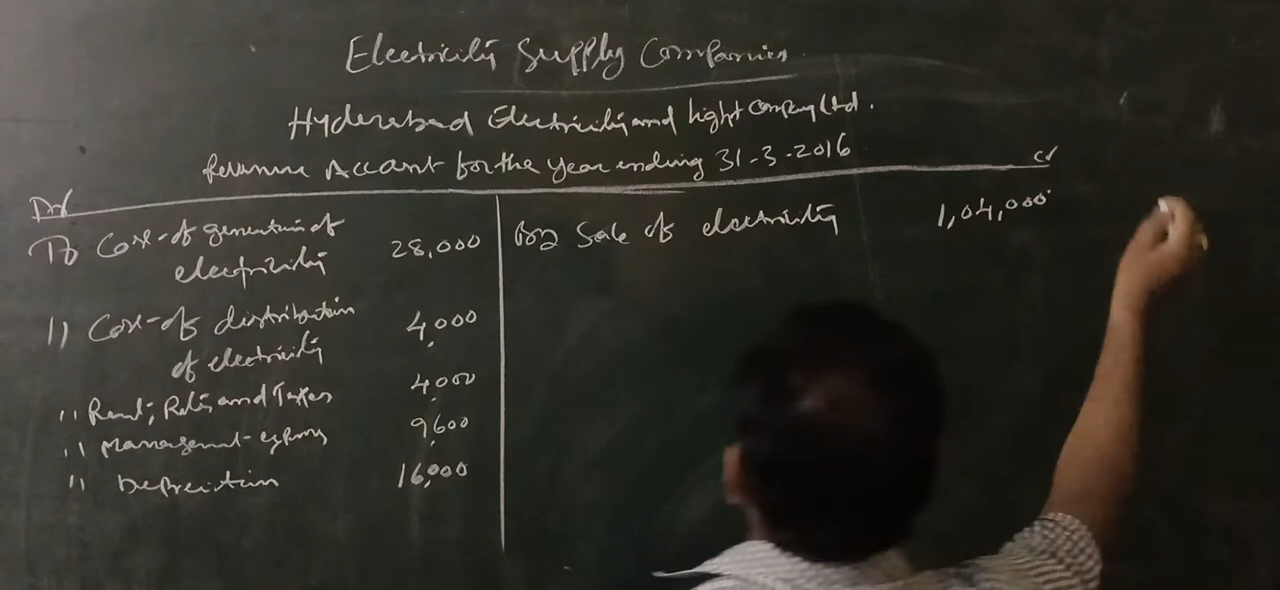 Electricity Supply Companies
Hyderabad Electricity and Light Company Ltd.
Revenue Account for the Year ending 31-3-2016
Dr Cr
To Cost of generation of electricity 28,000
By Sale of electricity 1,04,000
" Cost of distribution of electricity 4,000
" Rent, Rates and Taxes 4,000
" Management expenses 9,600
" Depreciation 16,000